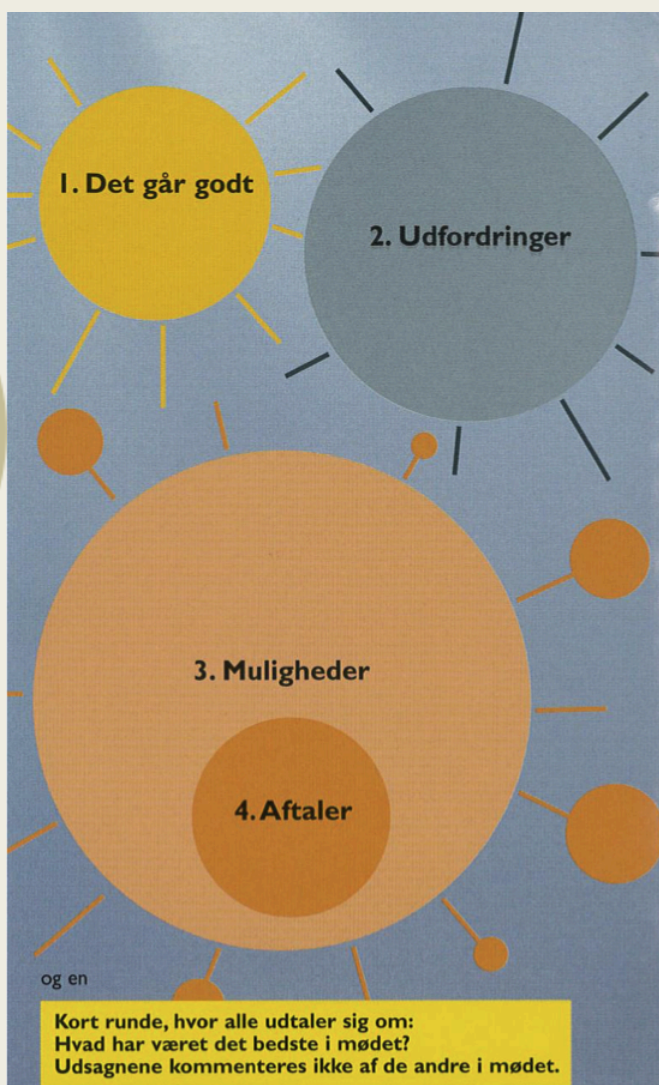 1. Det går godt
2. Udfordringer
3. Muligheder
4. Aftaler
og en
Kort runde, hvor alle udtaler sig om:
Hvad har været det bedste i mødet?
Udsagnene kommenteres ikke af de andre i mødet.